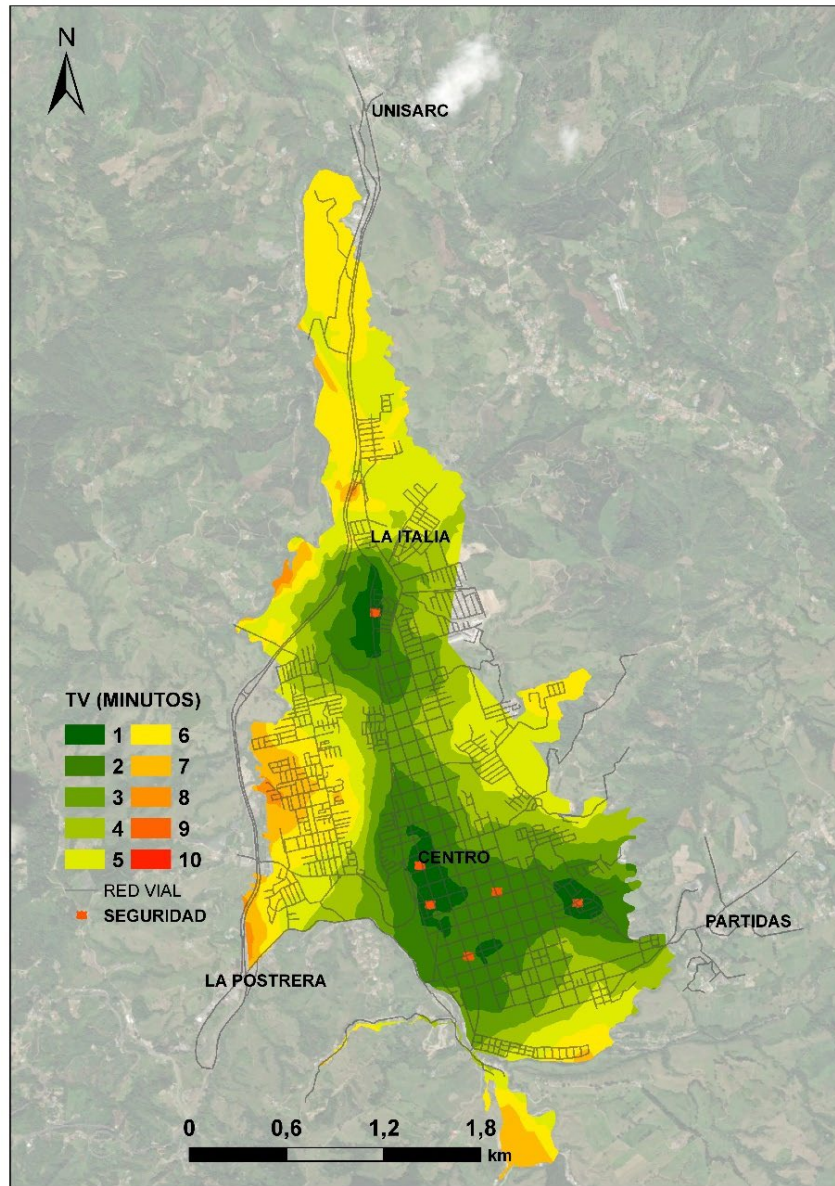 N
UNISARC
LA ITALIA
TV (MINUTOS)
1 6
2 7
3 8
4 9
5 10
RED VIAL
SEGURIDAD
CENTRO
PARTIDAS
LA POSTRERA
0 0,6 1,2 1,8
km